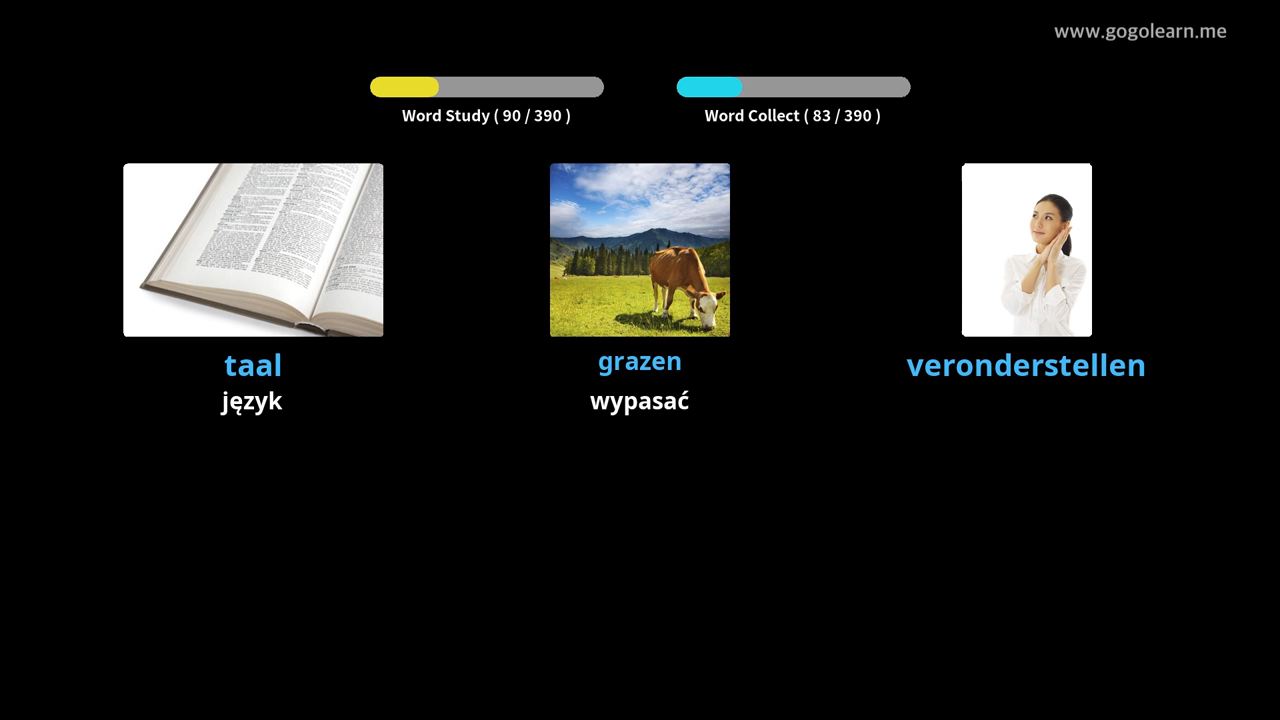 www.gogolearn.me
Word Study ( 90 / 390 )
Word Collect ( 83 / 390 )
taal
język
grazen
wypasać
veronderstellen